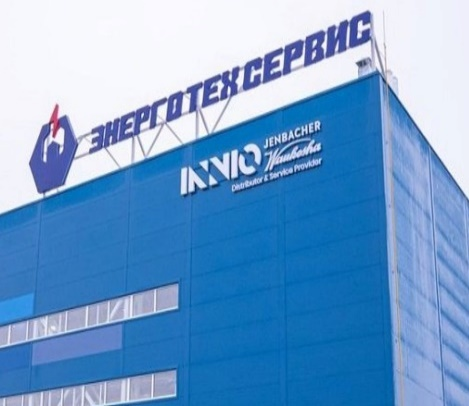 ЭНЕРГОТЕХСЕРВИС
INNIO
JENBACHER
Waukesha
Distributor & Service Provider